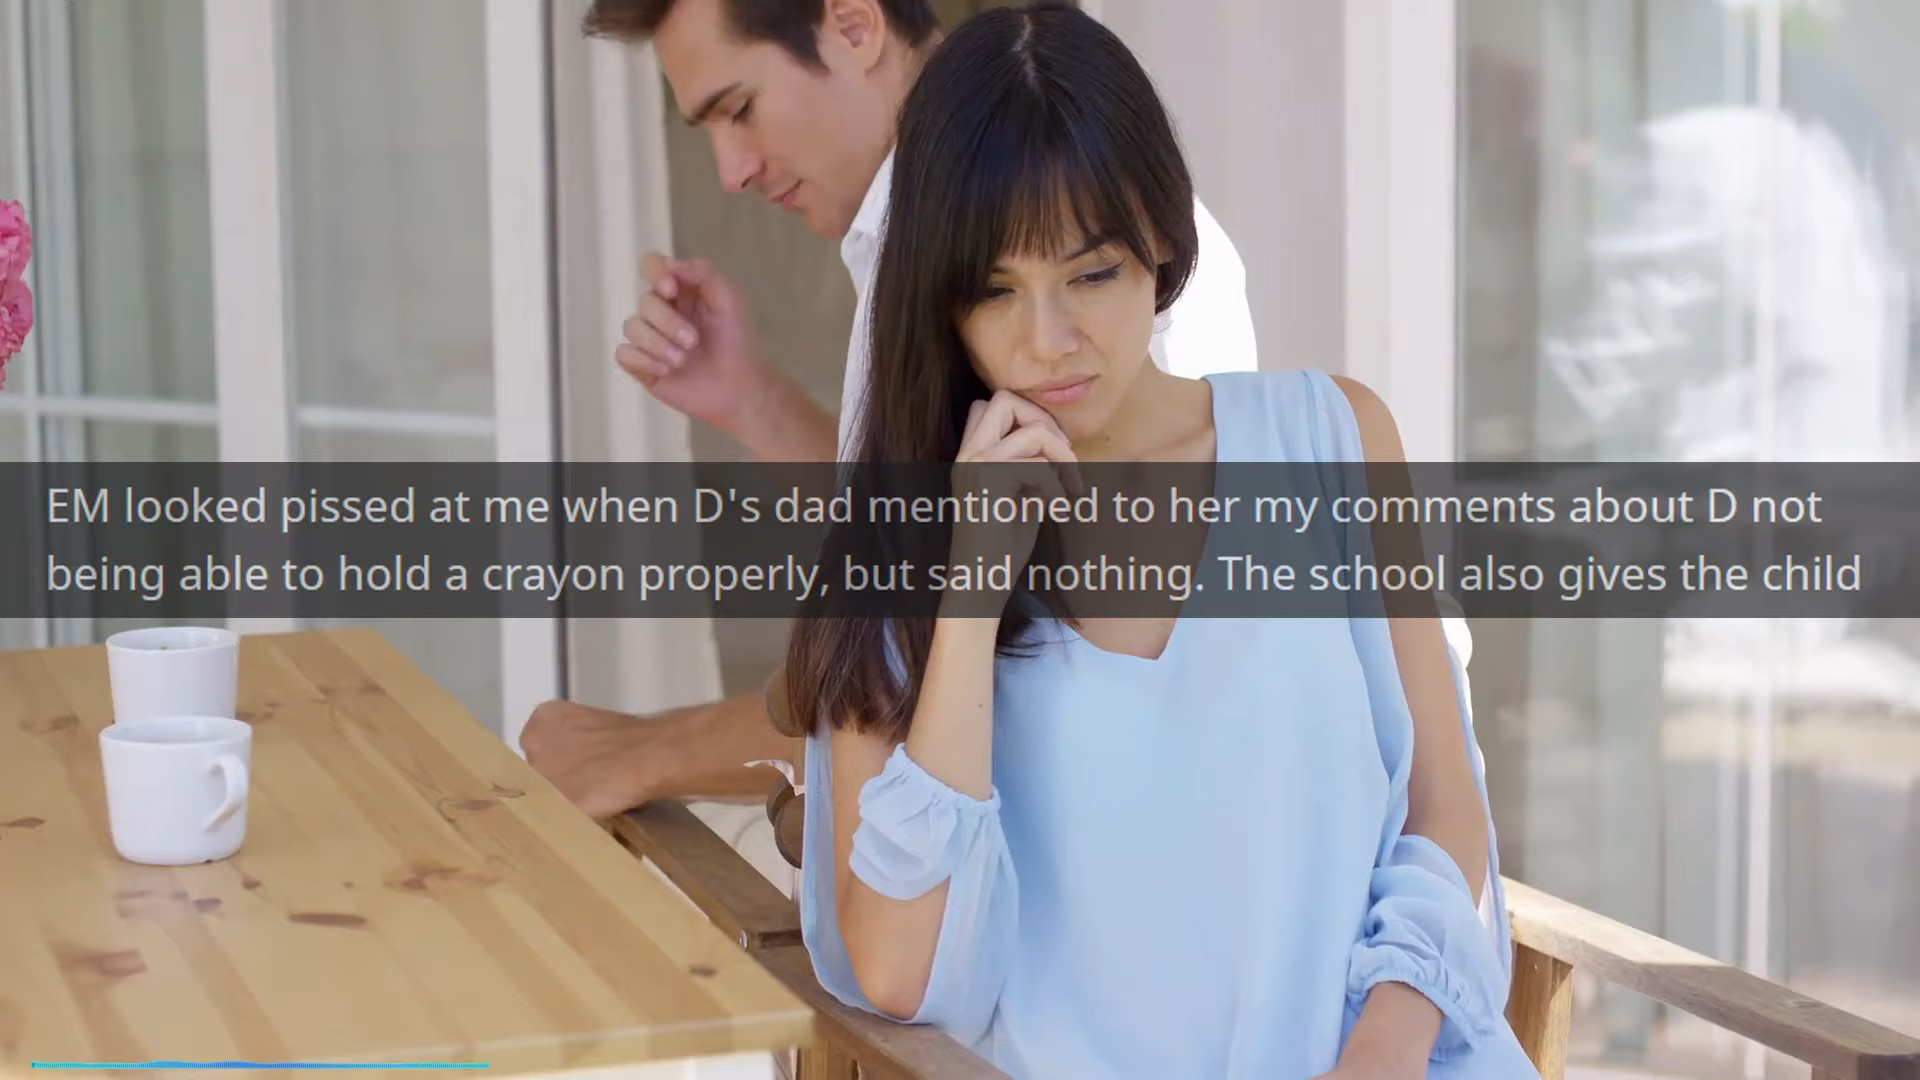 EM looked pissed at me when D's dad mentioned to her my comments about D not
being able to hold a crayon properly, but said nothing. The school also gives the child